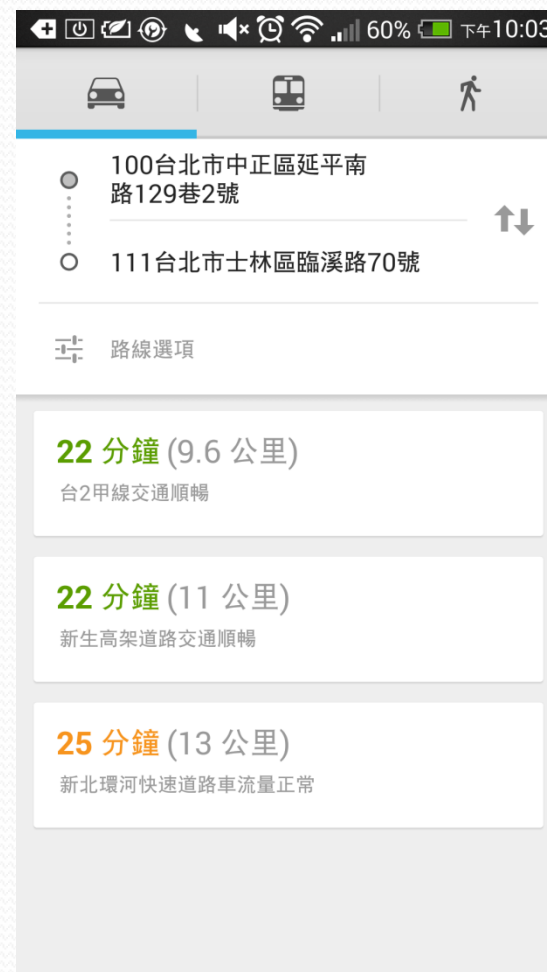 60% 下午10:03
100台北市中正區延平南
路129巷2號
111台北市士林區臨溪路70號
路線選項
22 分鐘 (9.6 公里)
台2甲線交通順暢
22 分鐘 (11 公里)
新生高架道路交通順暢
25 分鐘 (13 公里)
新北環河快速道路車流量正常